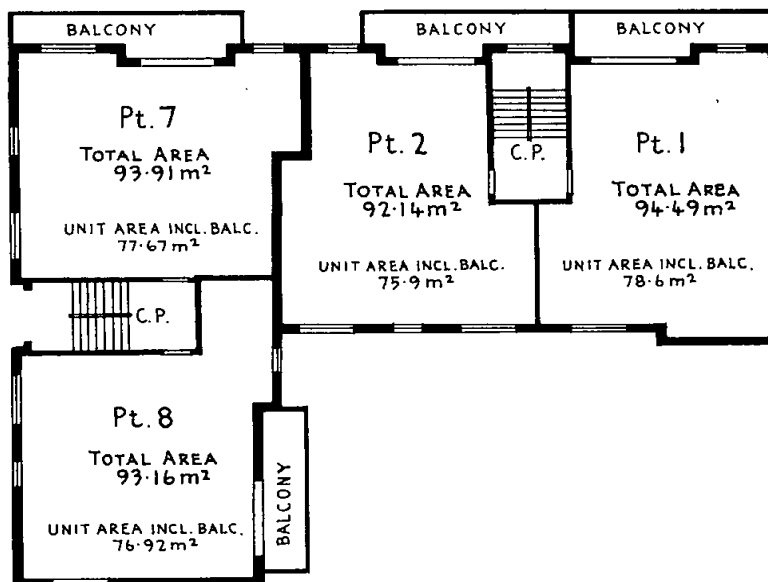 BALCONY
BALCONY
BALCONY
Pt. 7
TOTAL AREA
93.91m²
UNIT AREA INCL. BALC.
77.67m²
Pt. 2
TOTAL AREA
92.14m²
UNIT AREA INCL. BALC.
75.9m²
C.P.
Pt. 1
TOTAL AREA
94.49m²
UNIT AREA INCL. BALC.
78.6m²
C.P.
Pt. 8
TOTAL AREA
93.16m²
UNIT AREA INCL. BALC.
76.92m²
BALCONY